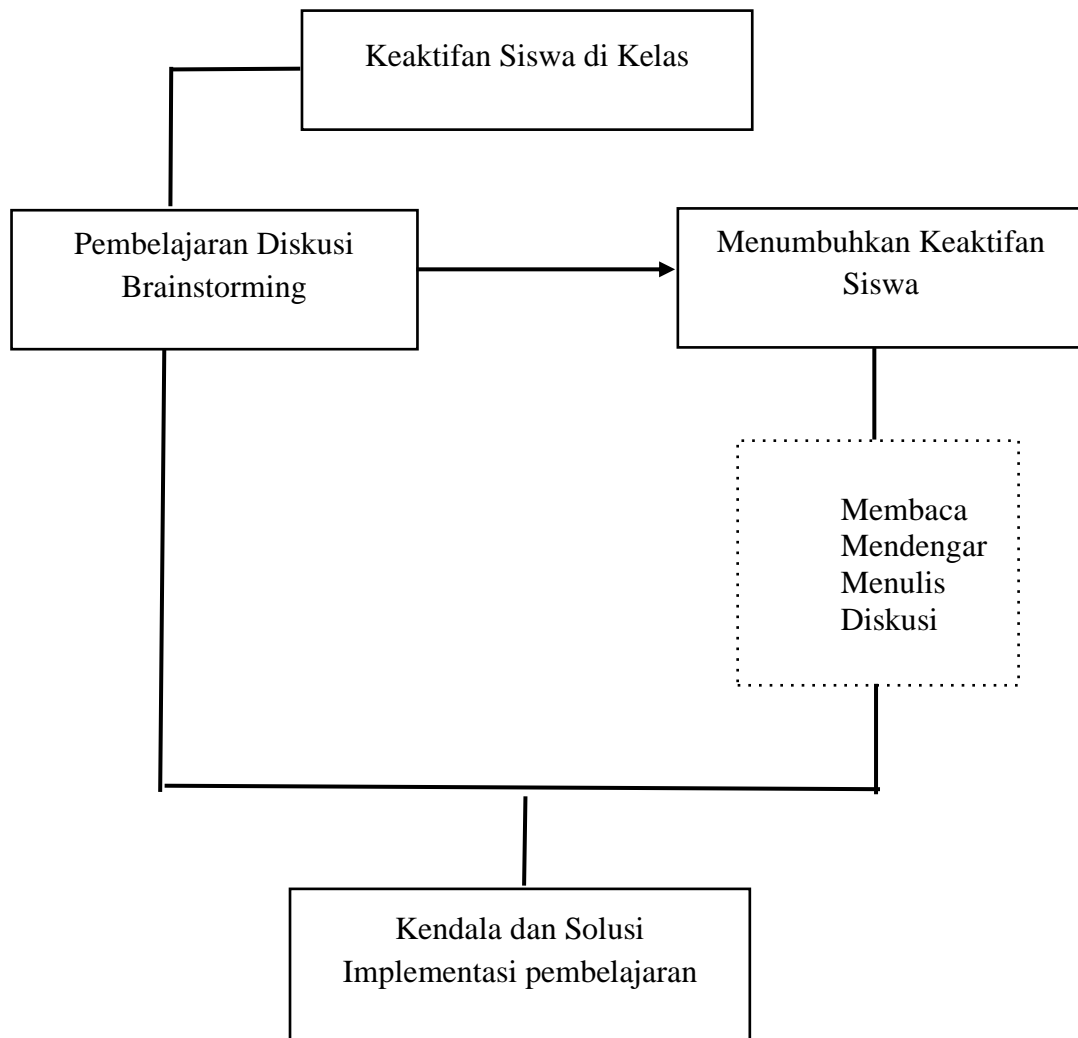 Keaktifan Siswa di Kelas
Pembelajaran Diskusi
Brainstorming
Menumbuhkan Keaktifan
Siswa
Membaca
Mendengar
Menulis
Diskusi
Kendala dan Solusi
Implementasi pembelajaran